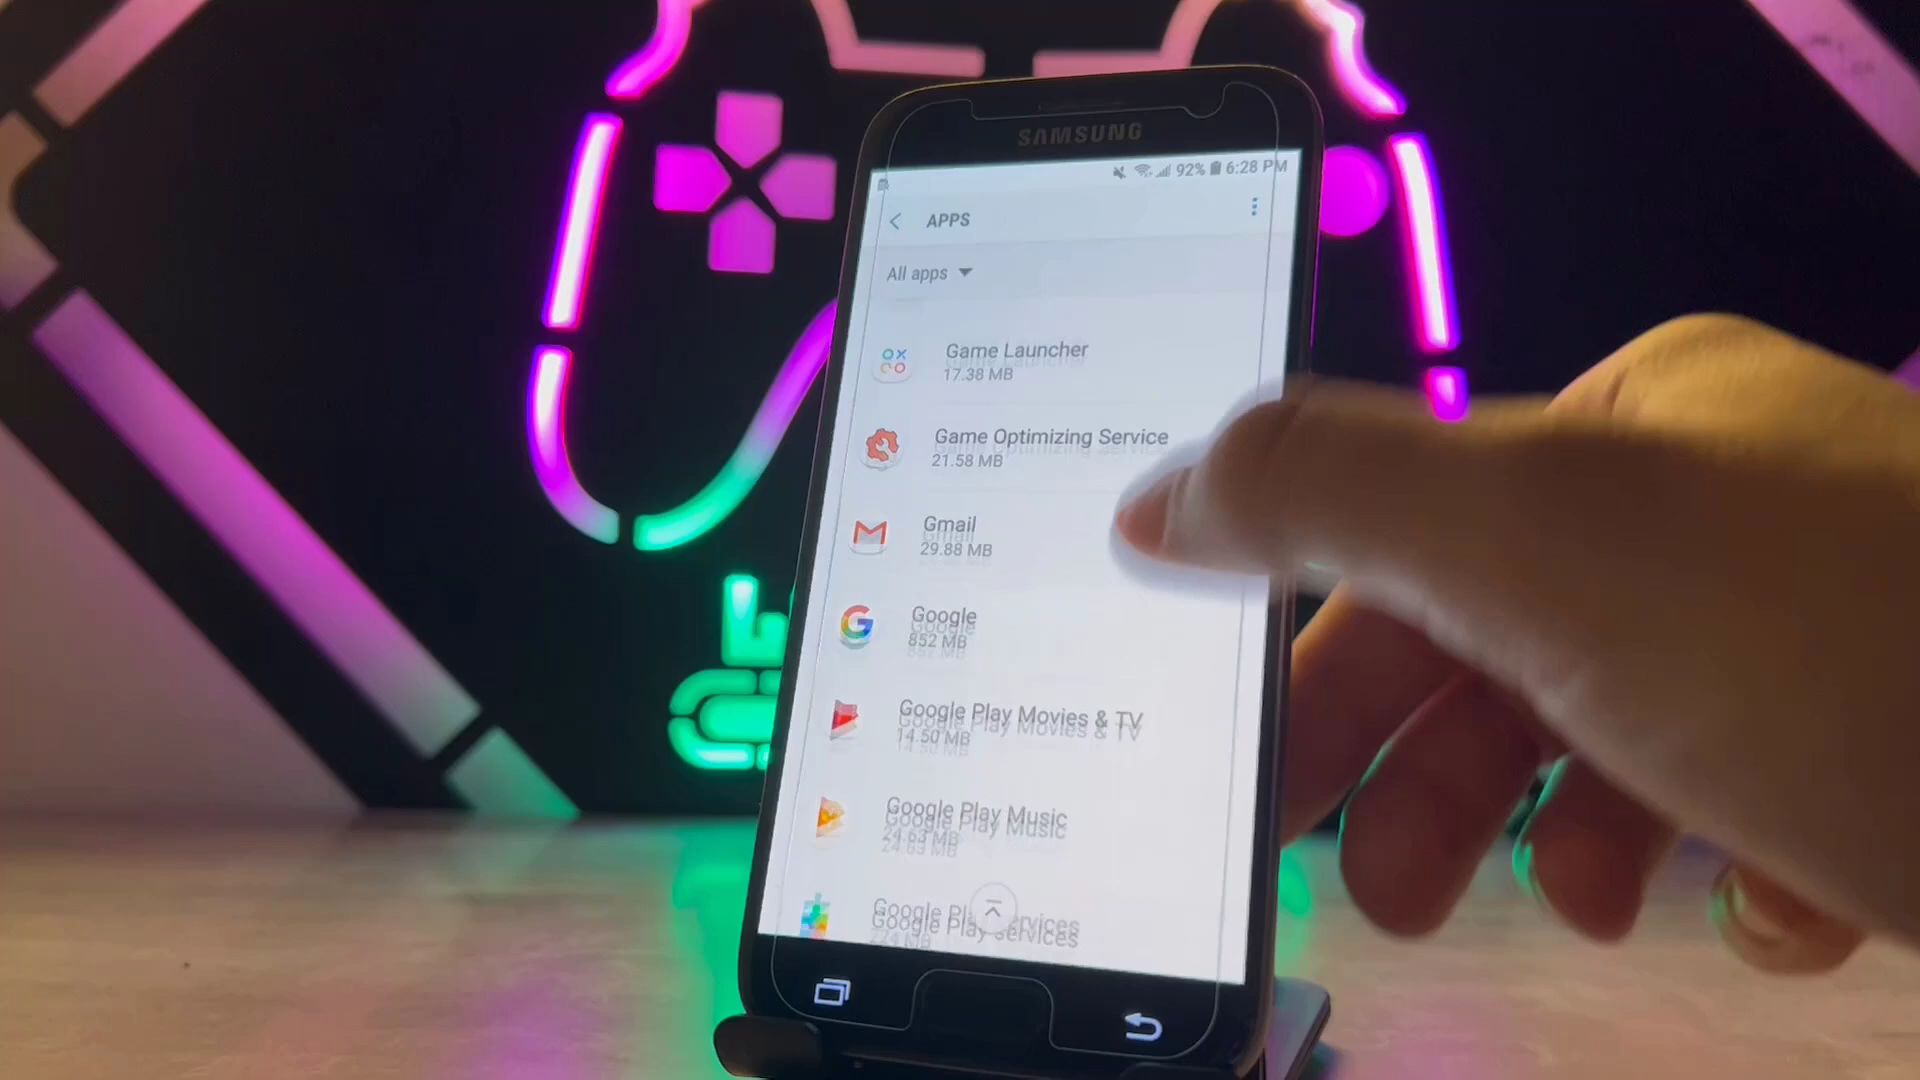 SAMSUNG
92% 6:28 PM
APPS
All apps
Game Launcher
17.38 MB
Game Optimizing Service
21.58 MB
Gmail
29.88 MB
Google
852 MB
Google Play Movies & TV
14.50 MB
Google Play Music
24.63 MB
Google Play services